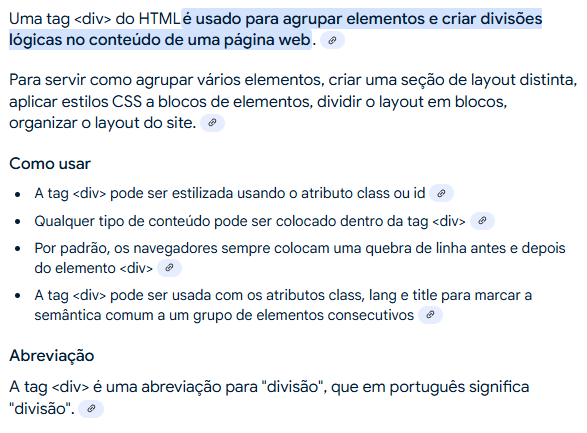 Uma tag <div> do HTML é usado para agrupar elementos e criar divisões
lógicas no conteúdo de uma página web.
Para servir como agrupar vários elementos, criar uma seção de layout distinta,
aplicar estilos CSS a blocos de elementos, dividir o layout em blocos,
organizar o layout do site.
Como usar
• A tag <div> pode ser estilizada usando o atributo class ou id
• Qualquer tipo de conteúdo pode ser colocado dentro da tag <div>
• Por padrão, os navegadores sempre colocam uma quebra de linha antes e depois
do elemento <div>
• A tag <div> pode ser usada com os atributos class, lang e title para marcar a
semântica comum a um grupo de elementos consecutivos
Abreviação
A tag <div> é uma abreviação para "divisão", que em português significa
"divisão".